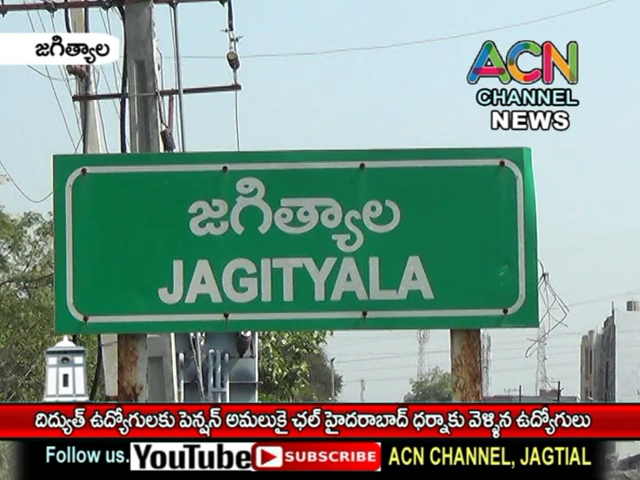 జగిత్యాల
ACN
CHANNEL
NEWS
జగిత్యాల
JAGITYALA
విద్యుత్ ఉద్యోగులకు పెన్షన్ అమలుకై ఛల్ హైదరాబాద్ ధర్నాకు వెళ్ళిన ఉద్యోగులు
Follow us. YouTube SUBSCRIBE ACN CHANNEL, JAGTIAL